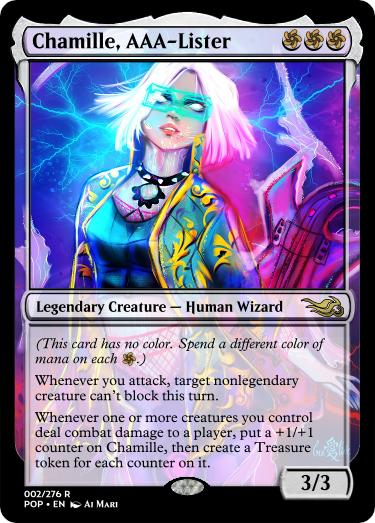 Chamille, AAA-Lister
Legendary Creature — Human Wizard
(This card has no color. Spend a different color of
mana on each .)
Whenever you attack, target nonlegendary
creature can't block this turn.
Whenever one or more creatures you control
deal combat damage to a player, put a +1/+1
counter on Chamille, then create a Treasure
token for each counter on it.
3/3
002/276 R
POP • EN Ai Mari